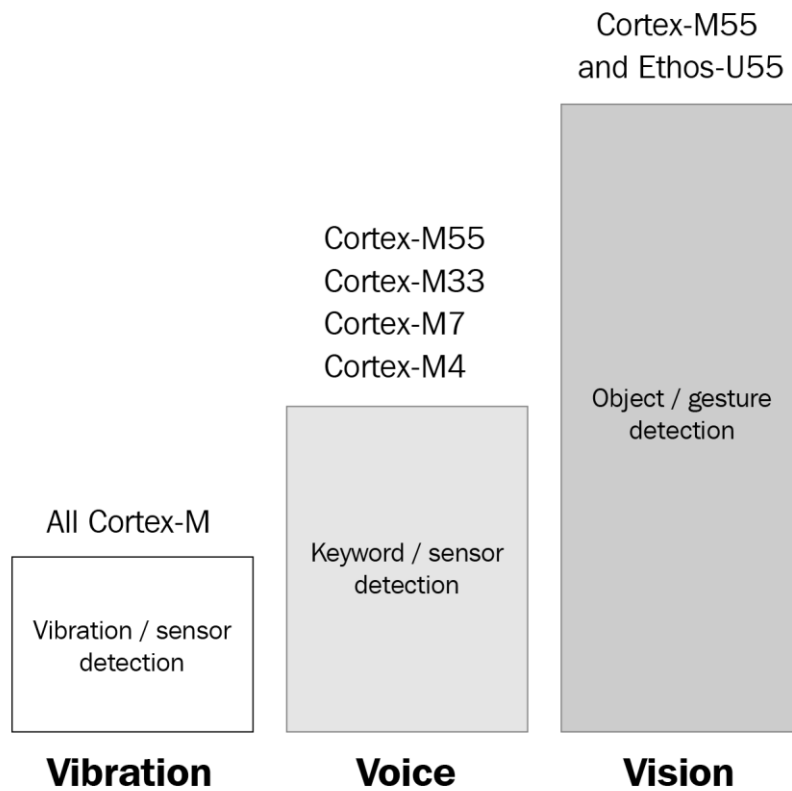 Cortex-M55
and Ethos-U55
Cortex-M55
Cortex-M33
Cortex-M7
Cortex-M4
Object / gesture
detection
All Cortex-M
Keyword / sensor
detection
Vibration / sensor
detection
Vibration
Voice
Vision